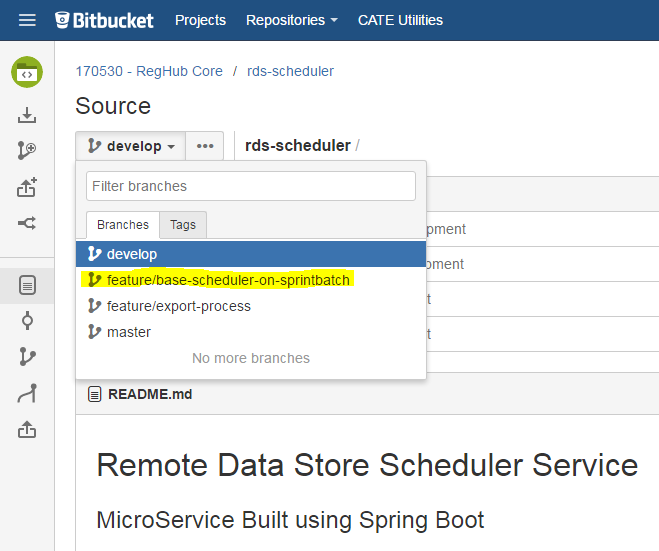 Bitbucket Projects Repositories CATE Utilities
170530 - RegHub Core / rds-scheduler
Source
develop ••• rds-scheduler /
Filter branches
Branches Tags
develop
feature/base-scheduler-on-sprintbatch
feature/export-process
master
No more branches
README.md
Remote Data Store Scheduler Service
MicroService Built using Spring Boot